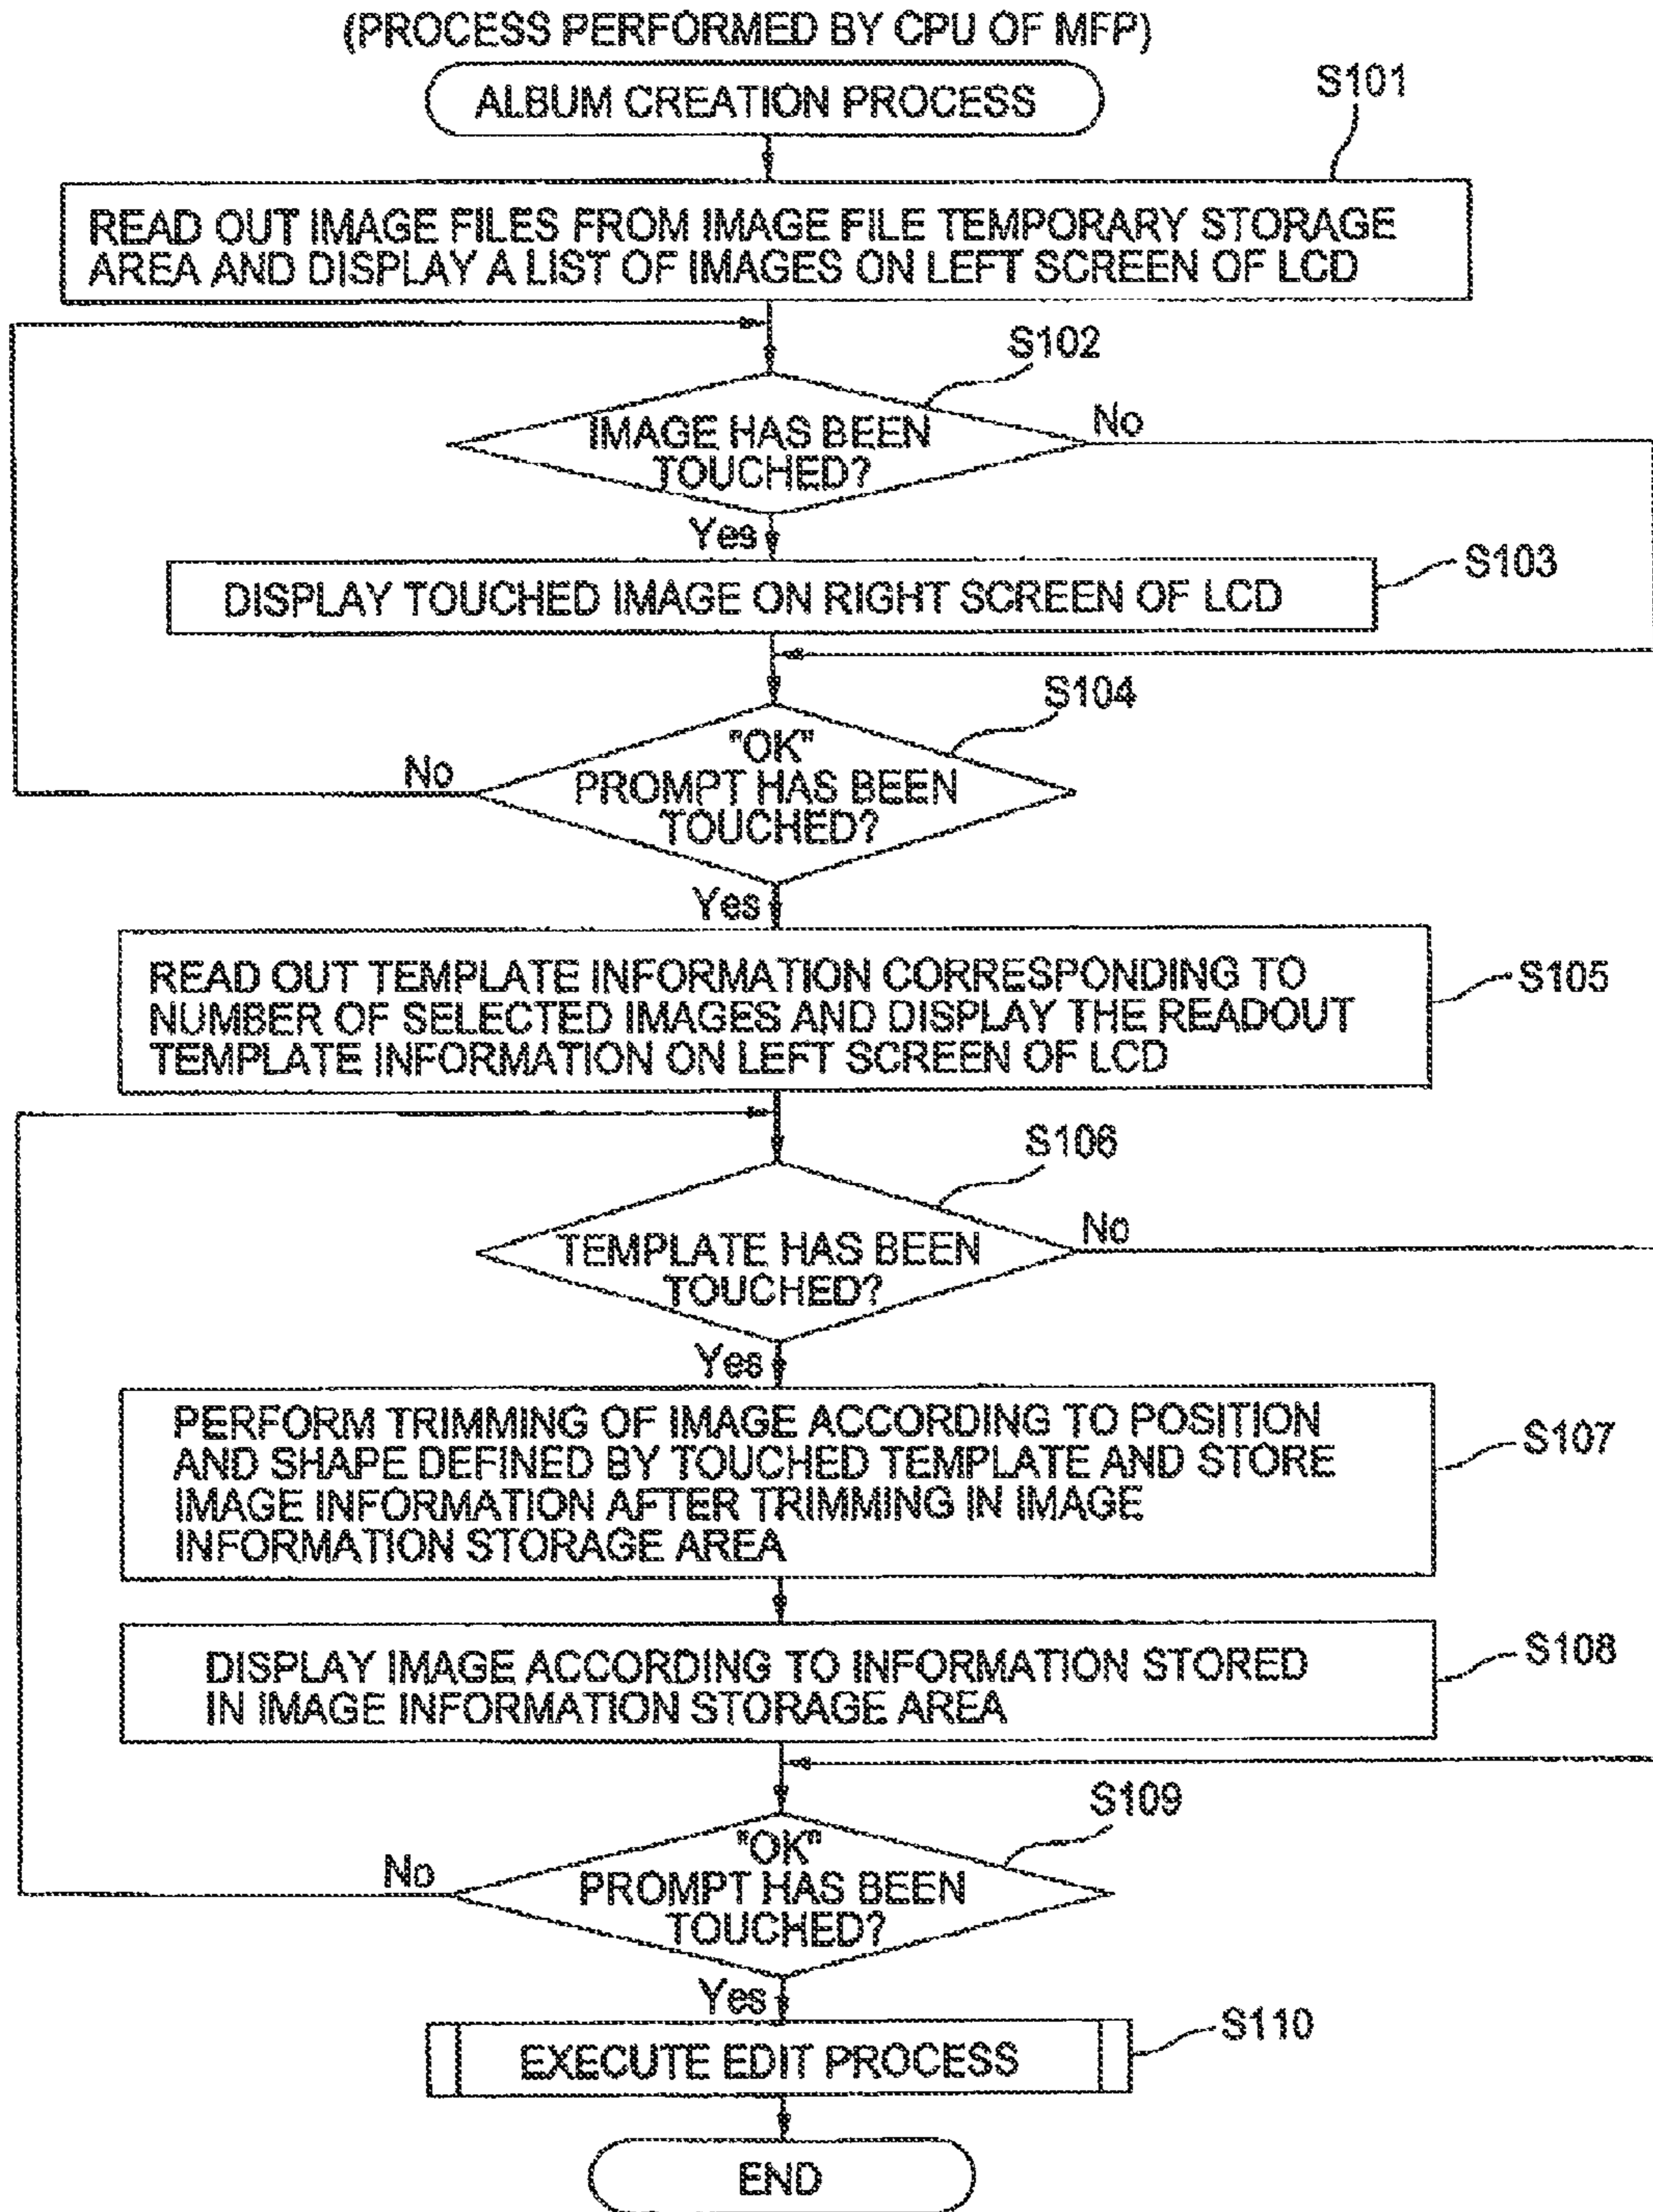 (PROCESS PERFORMED BY CPU OF MFP)
ALBUM CREATION PROCESS
S101
READ OUT IMAGE FILES FROM IMAGE FILE TEMPORARY STORAGE
AREA AND DISPLAY A LIST OF IMAGES ON LEFT SCREEN OF LCD
S102
IMAGE HAS BEEN
TOUCHED?
No
Yes
S103
DISPLAY TOUCHED IMAGE ON RIGHT SCREEN OF LCD
S104
"OK"
PROMPT HAS BEEN
TOUCHED?
No
Yes
S105
READ OUT TEMPLATE INFORMATION CORRESPONDING TO
NUMBER OF SELECTED IMAGES AND DISPLAY THE READOUT
TEMPLATE INFORMATION ON LEFT SCREEN OF LCD
S106
TEMPLATE HAS BEEN
TOUCHED?
No
Yes
S107
PERFORM TRIMMING OF IMAGE ACCORDING TO POSITION
AND SHAPE DEFINED BY TOUCHED TEMPLATE AND STORE
IMAGE INFORMATION AFTER TRIMMING IN IMAGE
INFORMATION STORAGE AREA
S108
DISPLAY IMAGE ACCORDING TO INFORMATION STORED
IN IMAGE INFORMATION STORAGE AREA
S109
"OK"
PROMPT HAS BEEN
TOUCHED?
No
Yes
S110
EXECUTE EDIT PROCESS
END